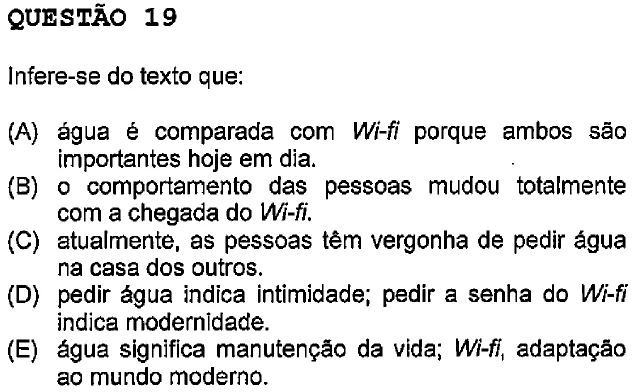 QUESTÃO 19
Infere-se do texto que:
(A) água é comparada com Wi-fi porque ambos são
importantes hoje em dia.
(B) o comportamento das pessoas mudou totalmente
com a chegada do Wi-fi.
(C) atualmente, as pessoas têm vergonha de pedir água
na casa dos outros.
(D) pedir água indica intimidade; pedir a senha do Wi-fi
indica modernidade.
(E) água significa manutenção da vida; Wi-fi, adaptação
ao mundo moderno.